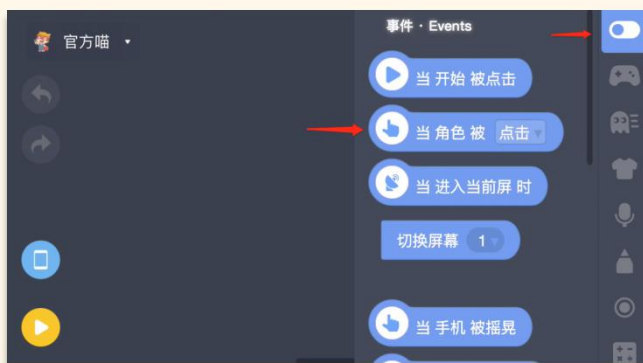 官方喵
事件 · Events
当 开始 被点击
当 角色 被 点击
当 进入当前屏 时
切换屏幕 1
当 手机 被摇晃